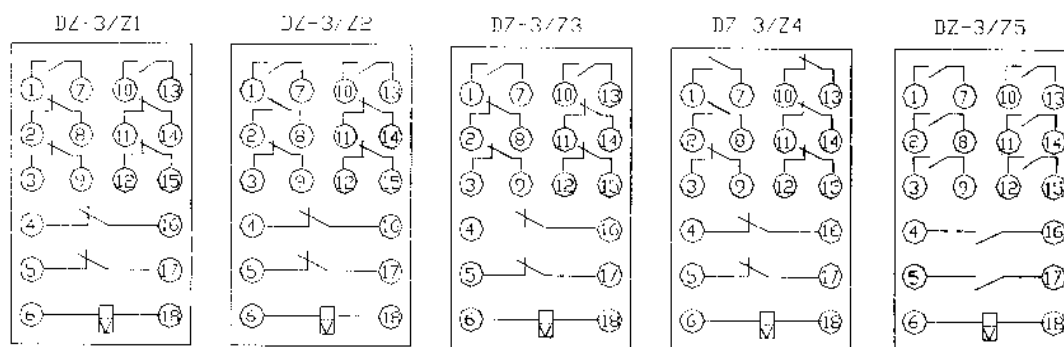 DZ-3/Z1 DZ-3/Z2 DZ-3/Z3 DZ-3/Z4 DZ-3/Z5
1 7 10 13 1 7 10 13 1 7 10 13 1 7 10 13 1 7 10 13
2 8 11 14 2 8 11 14 2 8 11 14 2 8 11 14 2 8 11 14
3 9 12 15 3 9 12 15 3 9 12 15 3 9 12 15 3 9 12 15
4 16 4 16 4 16 4 16 4 16
5 17 5 17 5 17 5 17 5 17
6 18 6 18 6 18 6 18 6 18